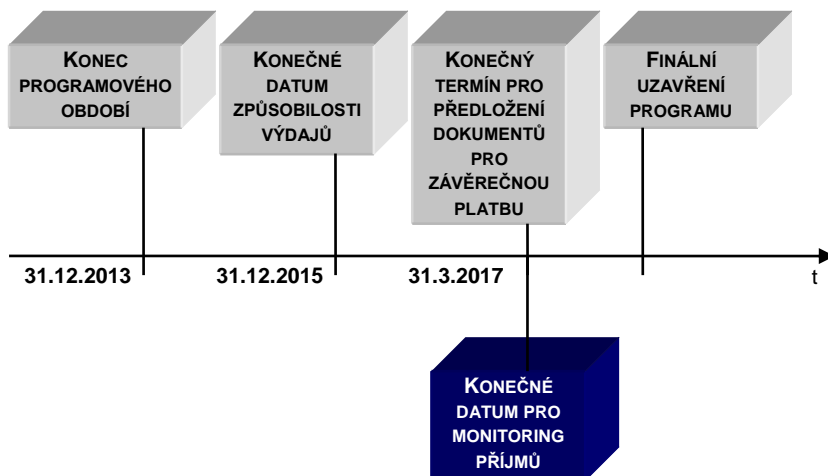 KONEC
PROGRAMOVÉHO
OBDOBÍ
KONEČNÉ
DATUM
ZPŮSOBILOSTI
VÝDAJŮ
KONEČNÝ
TERMÍN PRO
PŘEDLOŽENÍ
DOKUMENTŮ
PRO
ZÁVĚREČNOU
PLATBU
FINÁLNÍ
UZAVŘENÍ
PROGRAMU
31.12.2013
31.12.2015
31.3.2017
t
KONEČNÉ
DATUM PRO
MONITORING
PŘÍJMŮ